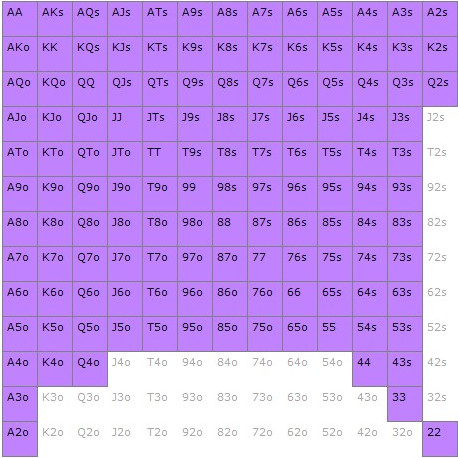 AA AKs AQs AJs ATs A9s A8s A7s A6s A5s A4s A3s A2s
AKo KK KQs KJs KTs K9s K8s K7s K6s K5s K4s K3s K2s
AQo KQo QQ QJs QTs Q9s Q8s Q7s Q6s Q5s Q4s Q3s Q2s
AJo KJo QJo JJ JTs J9s J8s J7s J6s J5s J4s J3s J2s
ATo KTo QTo JTo TT T9s T8s T7s T6s T5s T4s T3s T2s
A9o K9o Q9o J9o T9o 99 98s 97s 96s 95s 94s 93s 92s
A8o K8o Q8o J8o T8o 98o 88 87s 86s 85s 84s 83s 82s
A7o K7o Q7o J7o T7o 97o 87o 77 76s 75s 74s 73s 72s
A6o K6o Q6o J6o T6o 96o 86o 76o 66 65s 64s 63s 62s
A5o K5o Q5o J5o T5o 95o 85o 75o 65o 55 54s 53s 52s
A4o K4o Q4o J4o T4o 94o 84o 74o 64o 54o 44 43s 42s
A3o K3o Q3o J3o T3o 93o 83o 73o 63o 53o 43o 33 32s
A2o K2o Q2o J2o T2o 92o 82o 72o 62o 52o 42o 32o 22